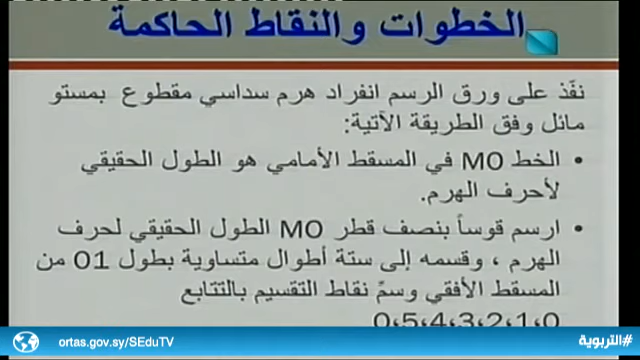 الخطوات والنقاط الحاكمة
نفّذ على ورق الرسم انفراد هرم سداسي مقطوع بمستو
مائل وفق الطريقة الآتية:
• الخط MO في المسقط الأمامي هو الطول الحقيقي
لأحرف الهرم.
• ارسم قوساً بنصف قطر MO الطول الحقيقي لحرف
الهرم ، وقسمه إلى ستة أطوال متساوية بطول 01 من
المسقط الأفقي وسمِّ نقاط التقسيم بالتتابع
0،1،2،3،4،5،0
ortas.gov.sy/SEduTV
#التربوية